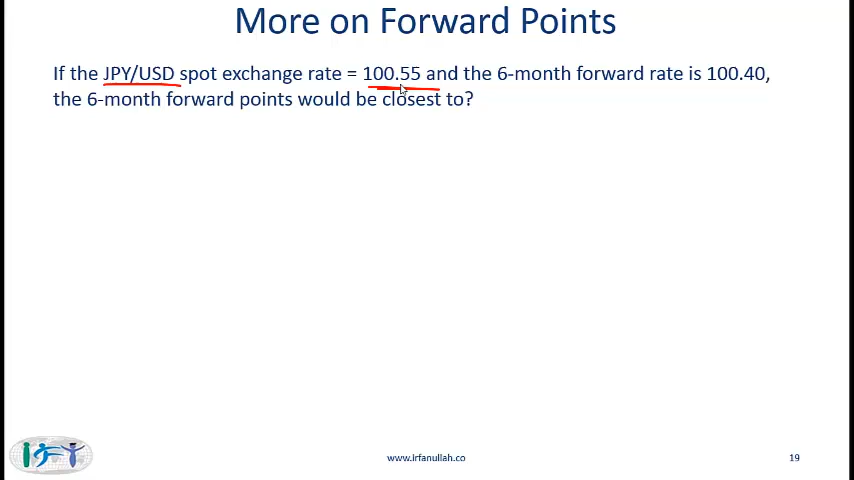 More on Forward Points
If the JPY/USD spot exchange rate = 100.55 and the 6-month forward rate is 100.40,
the 6-month forward points would be closest to?
www.irfanullah.co
19